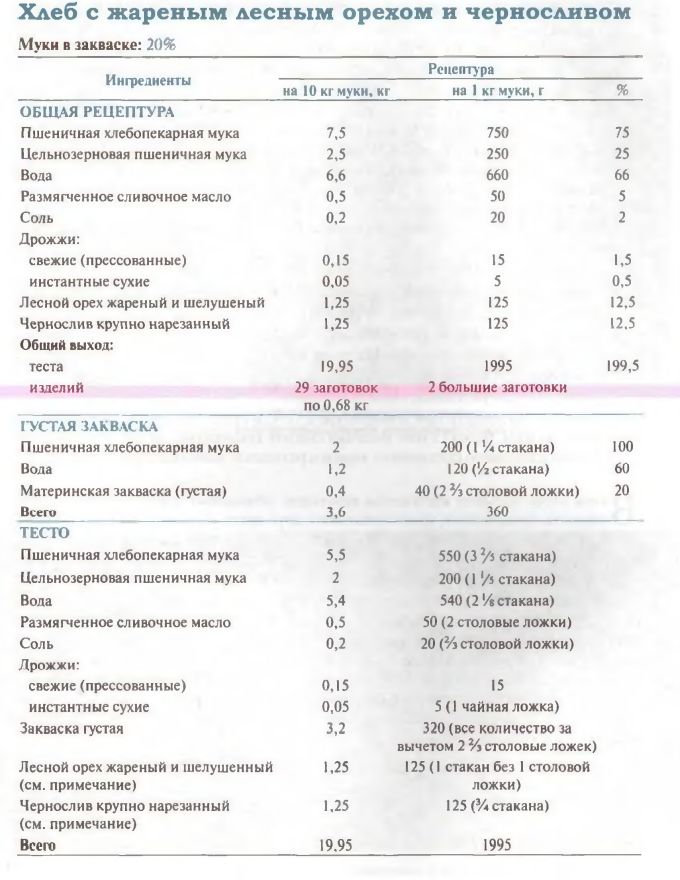 Хлеб с жареным лесным орехом и черносливом
Муки в закваске: 20%
Ингредиенты Рецептура
на 10 кг муки, кг на 1 кг муки, г %
ОБЩАЯ РЕЦЕПТУРА
Пшеничная хлебопекарная мука 7,5 750 75
Цельнозерновая пшеничная мука 2,5 250 25
Вода 6,6 660 66
Размягченное сливочное масло 0,5 50 5
Соль 0,2 20 2
Дрожжи:
свежие (прессованные) 0,15 15 1,5
инстантные сухие 0,05 5 0,5
Лесной орех жареный и шелушеный 1,25 125 12,5
Чернослив крупно нарезанный 1,25 125 12,5
Общий выход:
теста 19,95 1995 199,5
изделий 29 заготовок 2 большие заготовки
по 0,68 кг
ГУСТАЯ ЗАКВАСКА
Пшеничная хлебопекарная мука 2 200 (1 ¼ стакана) 100
Вода 1,2 120 (½ стакана) 60
Материнская закваска (густая) 0,4 40 (2 ⅔ столовой ложки) 20
Всего 3,6 360
ТЕСТО
Пшеничная хлебопекарная мука 5,5 550 (3 ⅔ стакана)
Цельнозерновая пшеничная мука 2 200 (1 ⅕ стакана)
Вода 5,4 540 (2 ⅛ стакана)
Размягченное сливочное масло 0,5 50 (2 столовые ложки)
Соль 0,2 20 (⅔ столовой ложки)
Дрожжи:
свежие (прессованные) 0,15 15
инстантные сухие 0,05 5 (1 чайная ложка)
Закваска густая 3,2 320 (все количество за
вычетом 2 ⅔ столовые ложек)
Лесной орех жареный и шелушенный 1,25 125 (1 стакан без 1 столовой
(см. примечание) ложки)
Чернослив крупно нарезанный 1,25 125 (¾ стакана)
(см. примечание)
Всего 19,95 1995